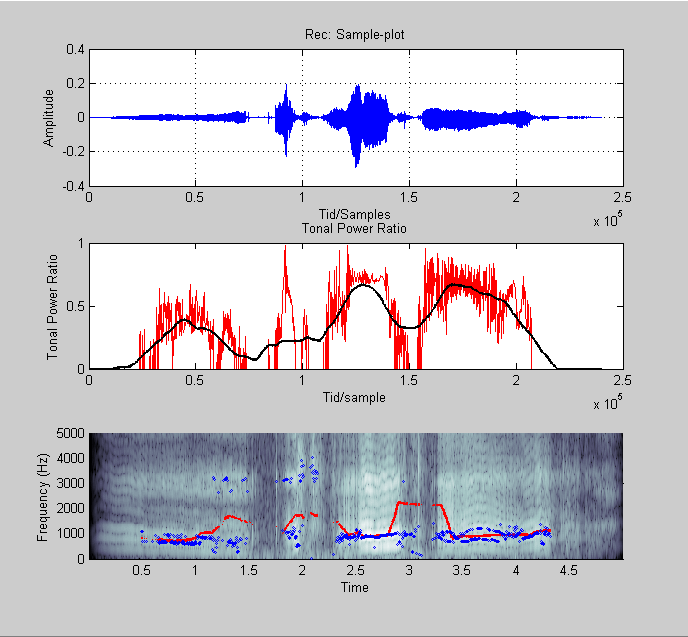 Rec: Sample-plot
0.4
0.2
0
-0.2
-0.4
Amplitude
0 0.5 1 1.5 2 2.5
Tid/Samples
x 10^5
Tonal Power Ratio
1
0.5
0
Tonal Power Ratio
0 0.5 1 1.5 2 2.5
Tid/sample
x 10^5
5000
4000
3000
2000
1000
0
Frequency (Hz)
0.5 1 1.5 2 2.5 3 3.5 4 4.5
Time